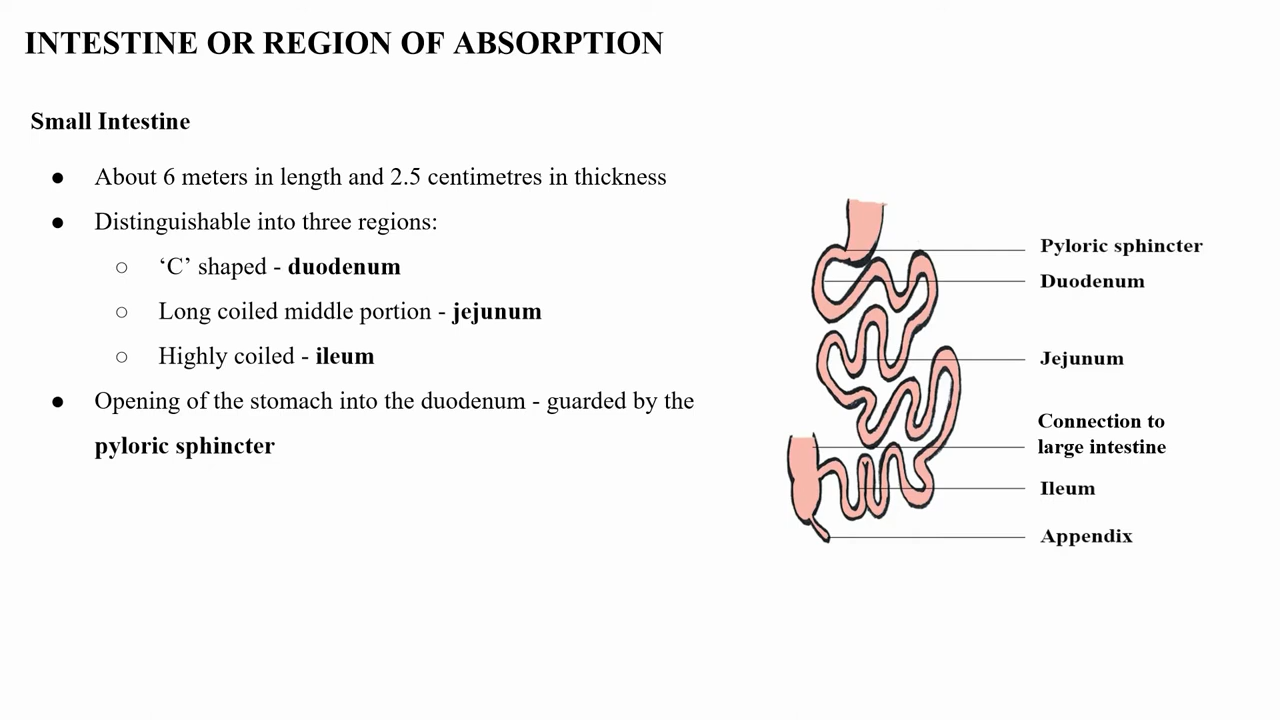 INTESTINE OR REGION OF ABSORPTION
Small Intestine
● About 6 meters in length and 2.5 centimetres in thickness
● Distinguishable into three regions:
○ ‘C’ shaped - duodenum
○ Long coiled middle portion - jejunum
○ Highly coiled - ileum
● Opening of the stomach into the duodenum - guarded by the
pyloric sphincter
Pyloric sphincter
Duodenum
Jejunum
Connection to
large intestine
Ileum
Appendix